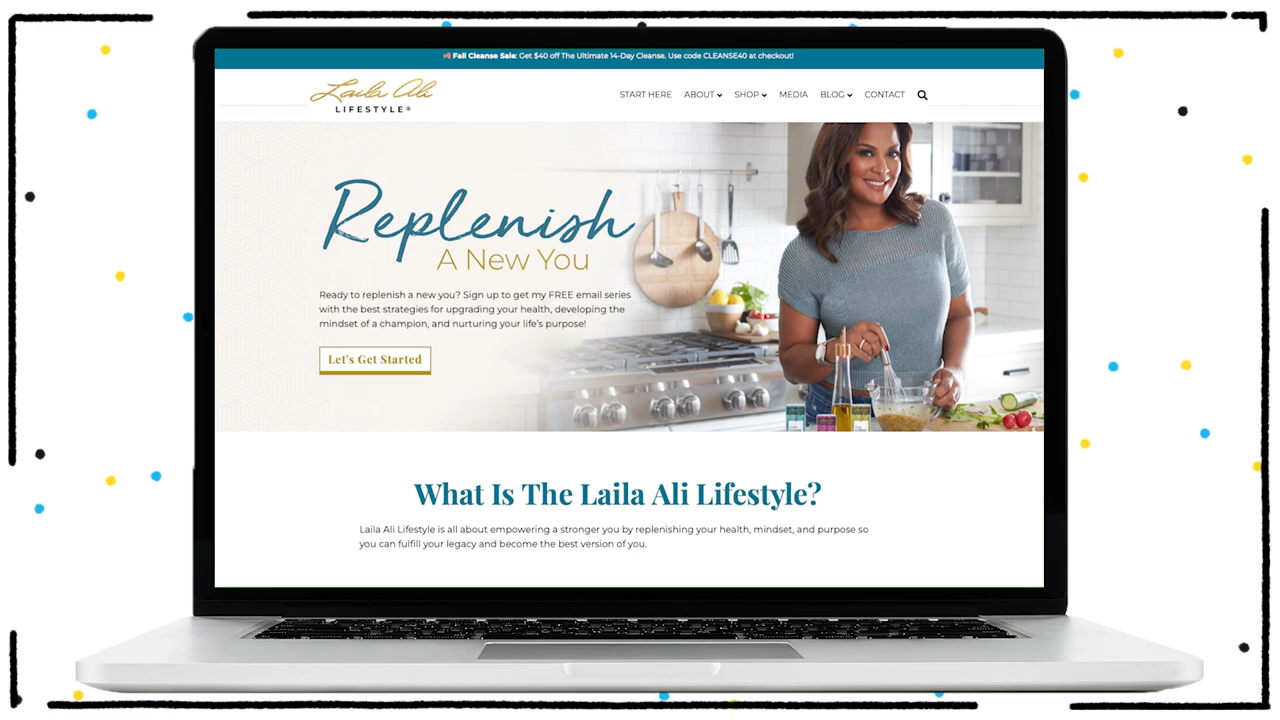 Fall Cleanse Sale: Get $40 off The Ultimate 14-Day Cleanse. Use code CLEANSE40 at checkout!
Laila Ali
LIFESTYLE®
START HERE ABOUT SHOP MEDIA BLOG CONTACT
Replenish
A New You
Ready to replenish a new you? Sign up to get my FREE email series
with the best strategies for upgrading your health, developing the
mindset of a champion, and nurturing your life's purpose!
Let's Get Started
What Is The Laila Ali Lifestyle?
Laila Ali Lifestyle is all about empowering a stronger you by replenishing your health, mindset, and purpose so
you can fulfill your legacy and become the best version of you.